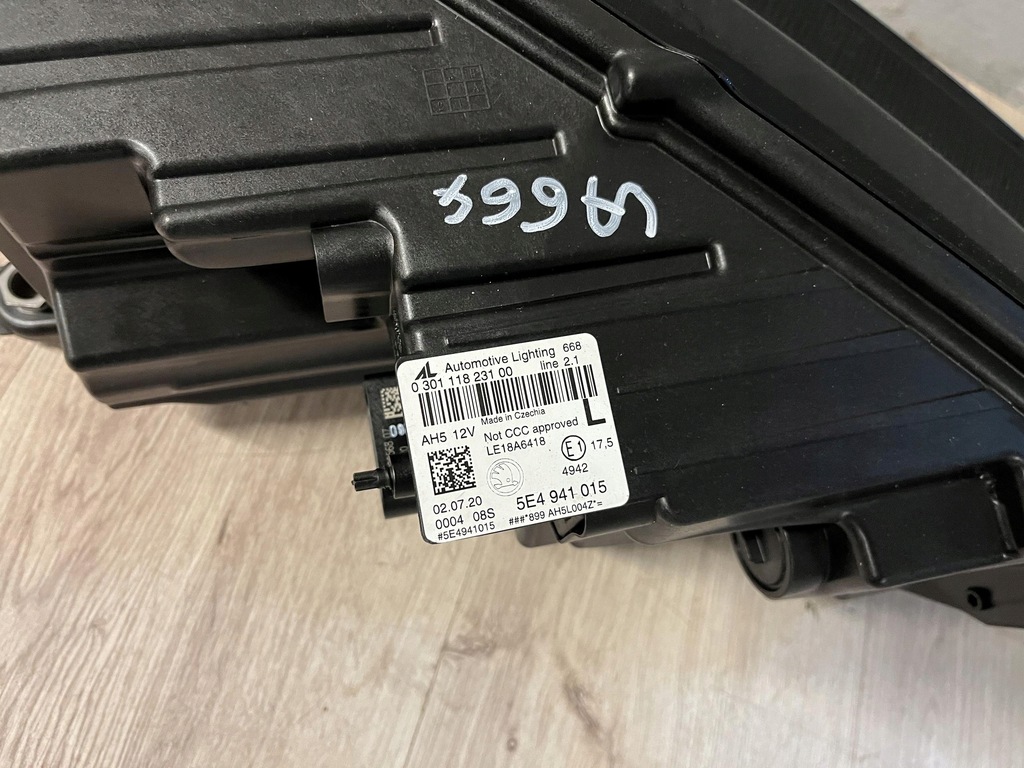 AL Automotive Lighting 668
0 301 118 231 00 line 2.1
Made in Czechia
AH5 12V Not CCC approved L
LE18A6418
E1 17,5
4942
02.07.20
0004 08S 5E4 941 015
#5E4941015 ###*899 AH5L004Z*=